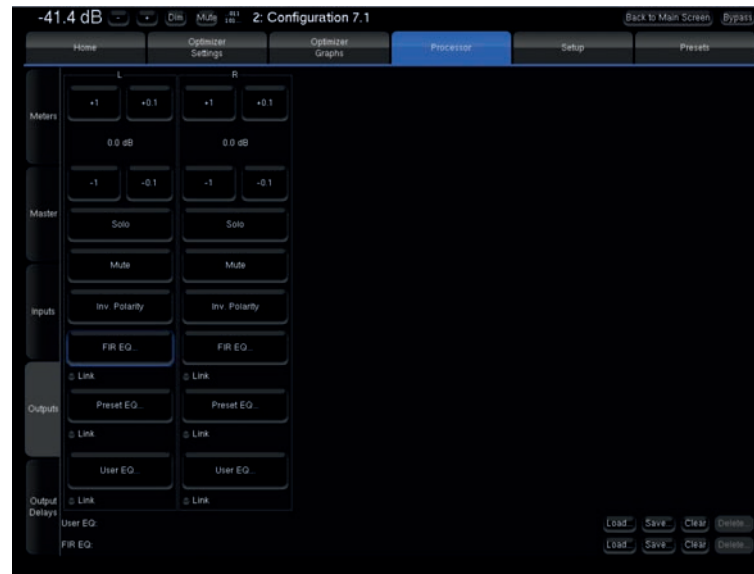 -41.4 dB - + Dim Mute 2: Configuration 7.1 Back to Main Screen Bypass
Home Optimizer Settings Optimizer Graphs Processor Setup Presets
L R
Meters
+1 +0.1 +1 +0.1
0.0 dB 0.0 dB
-1 -0.1 -1 -0.1
Master
Solo Solo
Mute Mute
Inputs
Inv. Polarity Inv. Polarity
FIR EQ... FIR EQ...
Link Link
Outputs
Preset EQ... Preset EQ...
Link Link
User EQ... User EQ...
Output Delays
Link Link
User EQ: Load... Save... Clear Delete...
FIR EQ: Load... Save... Clear Delete...